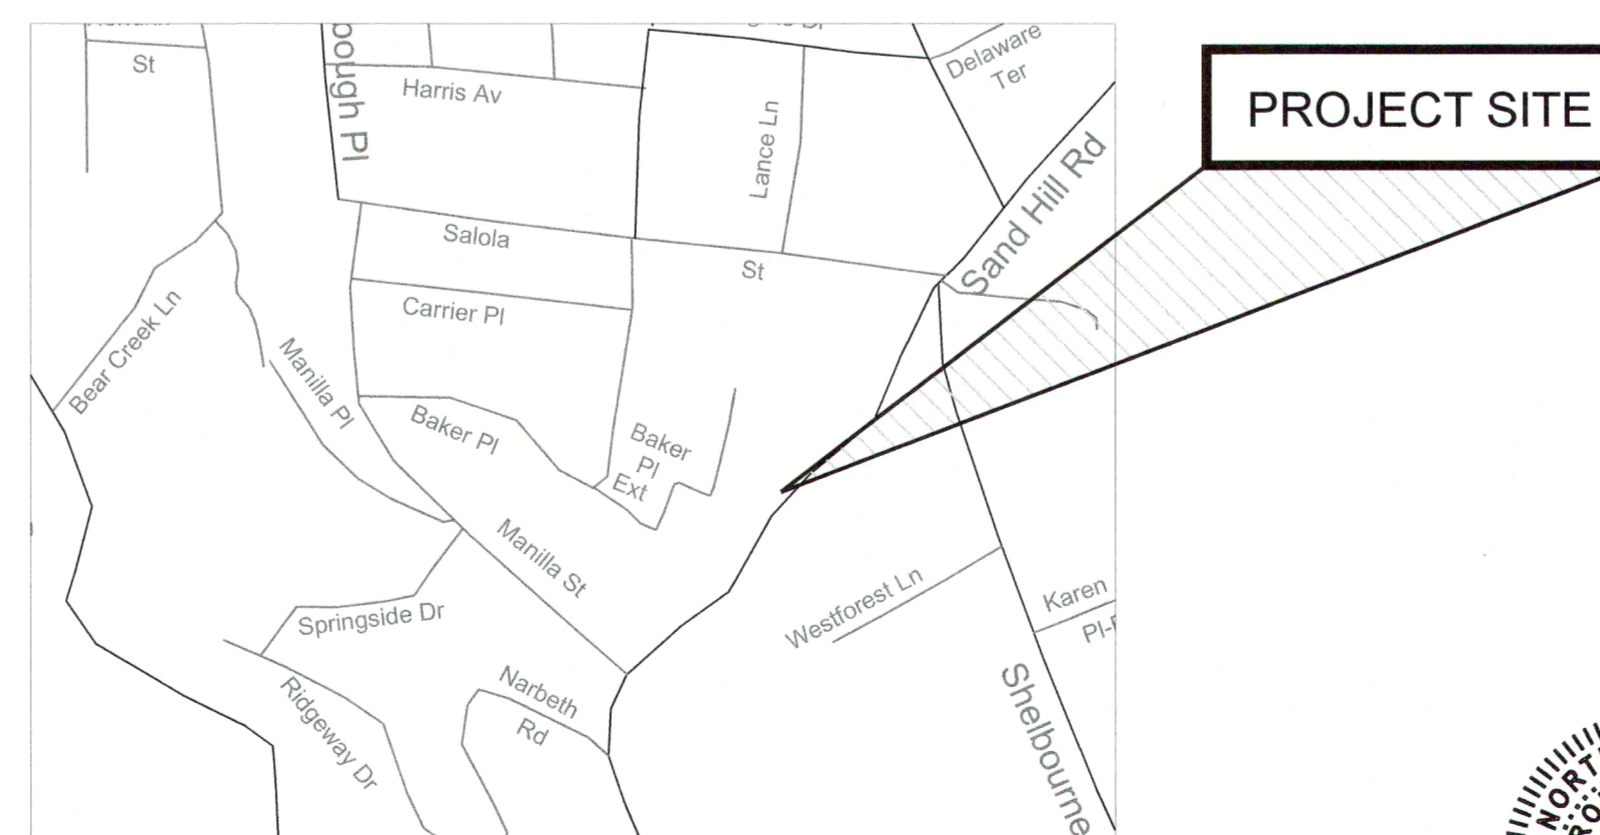 St
ough Pl
Harris Av
Lance Ln
Delaware
Ter
PROJECT SITE
Sand Hill Rd
Salola
St
Carrier Pl
Bear Creek Ln
Manilla Pl
Baker Pl
Baker
Pl
Ext
Manilla St
Westforest Ln
Karen
Springside Dr
Narbeth
Rd
Ridgeway Dr
Shelbourne